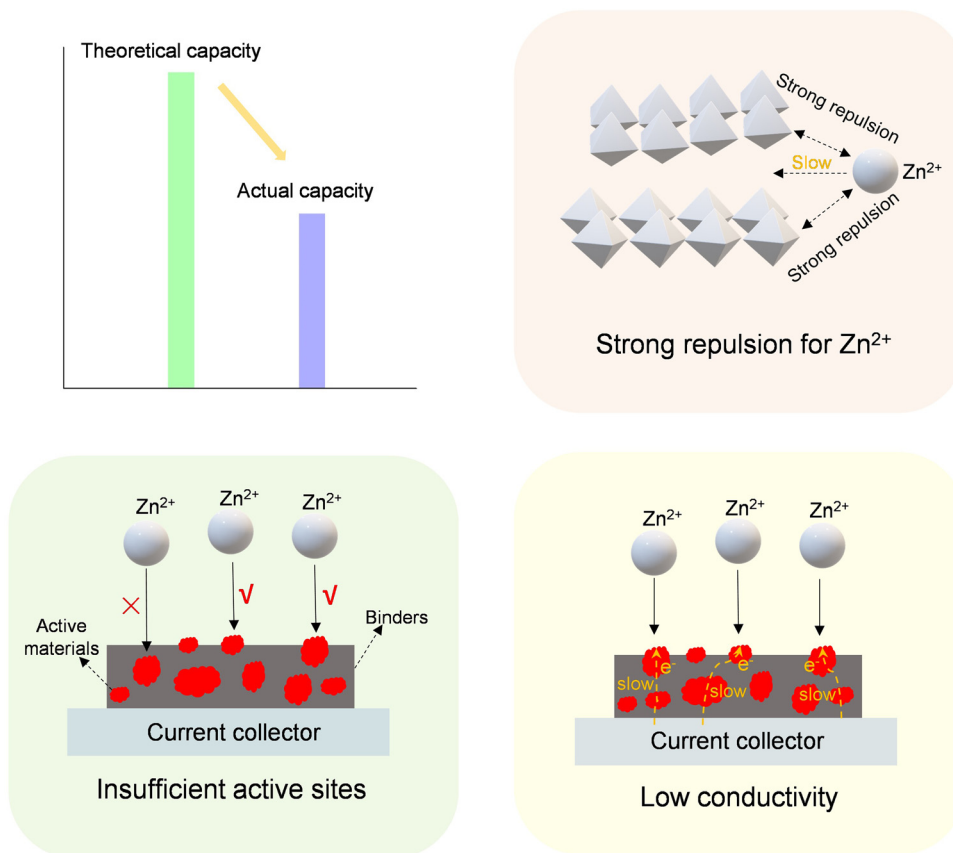 Theoretical capacity
Actual capacity
Strong repulsion
Slow
Zn²⁺
Strong repulsion
Strong repulsion for Zn²⁺
Zn²⁺
Zn²⁺
Zn²⁺
×
√
√
Active
materials
Binders
Current collector
Insufficient active sites
Zn²⁺
Zn²⁺
Zn²⁺
e⁻
e⁻
e⁻
slow
slow
slow
Current collector
Low conductivity